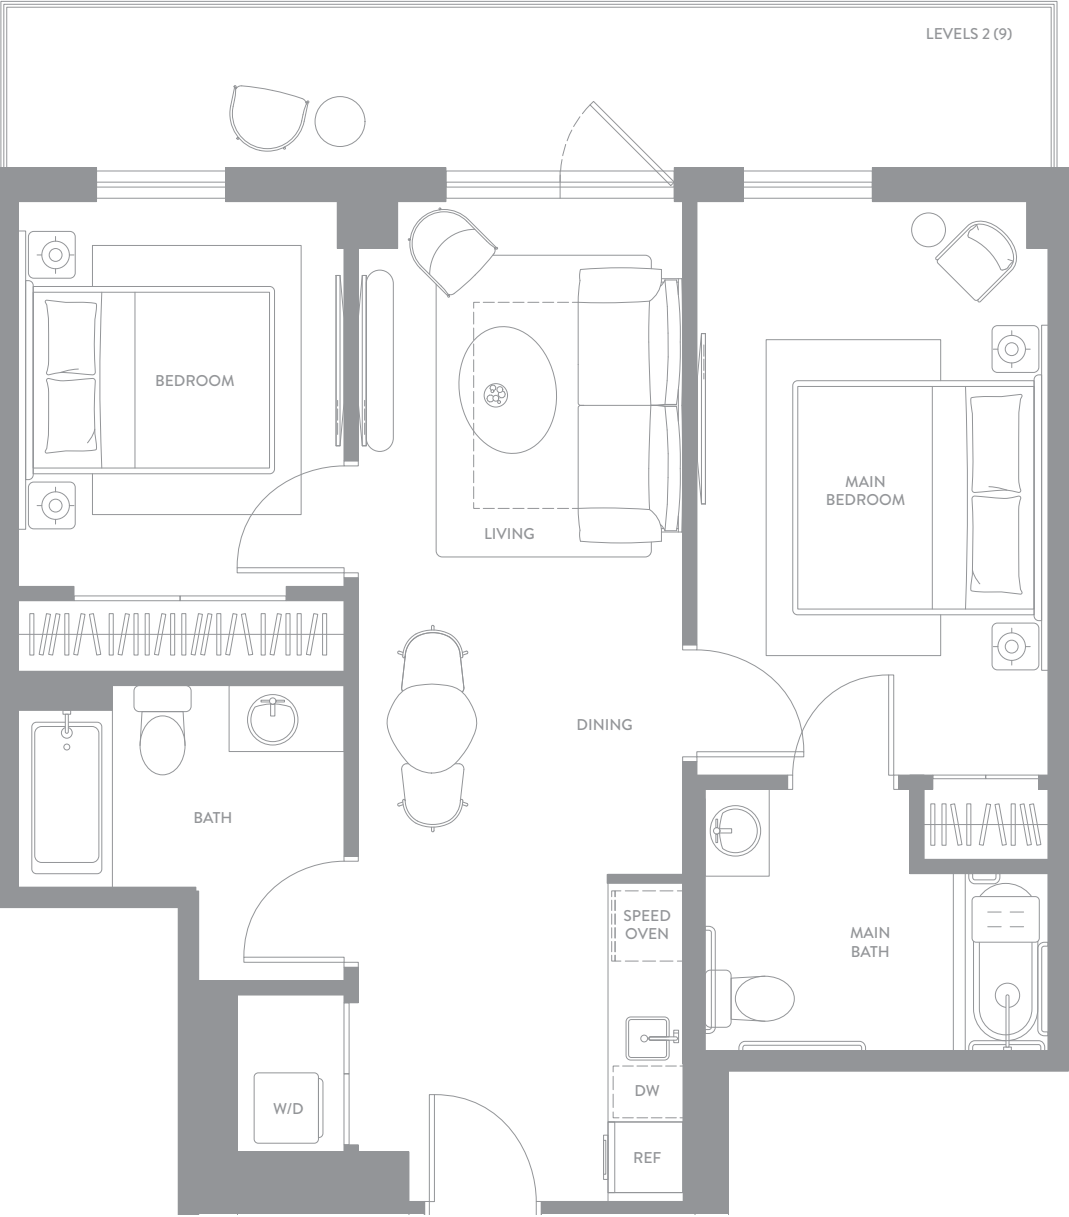 LEVELS 2 (9)
BEDROOM
MAIN
BEDROOM
LIVING
DINING
BATH
SPEED
OVEN
MAIN
BATH
DW
W/D
REF